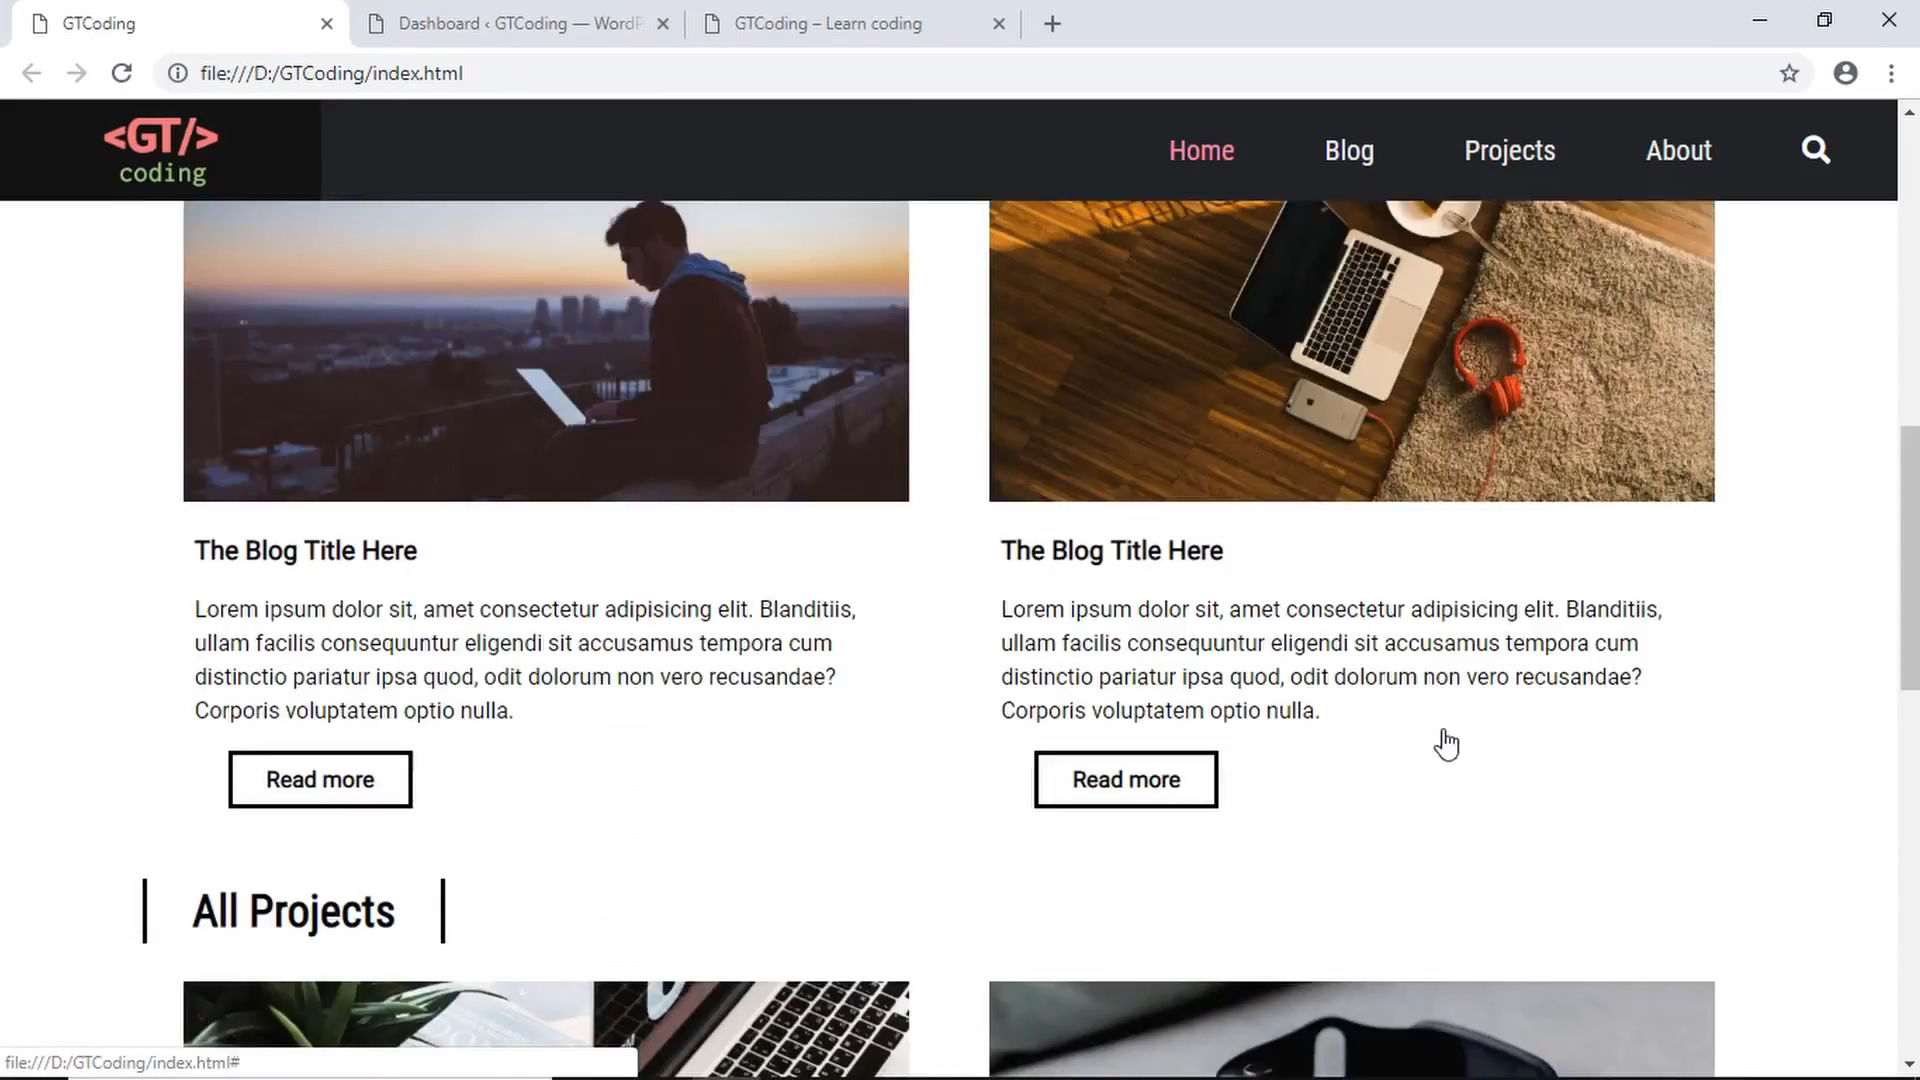 GTCoding
Dashboard ‹ GTCoding — WordP
GTCoding – Learn coding
file:///D:/GTCoding/index.html
<GT/>
coding
Home
Blog
Projects
About
The Blog Title Here
Lorem ipsum dolor sit, amet consectetur adipisicing elit. Blanditiis,
ullam facilis consequuntur eligendi sit accusamus tempora cum
distinctio pariatur ipsa quod, odit dolorum non vero recusandae?
Corporis voluptatem optio nulla.
Read more
The Blog Title Here
Lorem ipsum dolor sit, amet consectetur adipisicing elit. Blanditiis,
ullam facilis consequuntur eligendi sit accusamus tempora cum
distinctio pariatur ipsa quod, odit dolorum non vero recusandae?
Corporis voluptatem optio nulla.
Read more
All Projects
file:///D:/GTCoding/index.html#